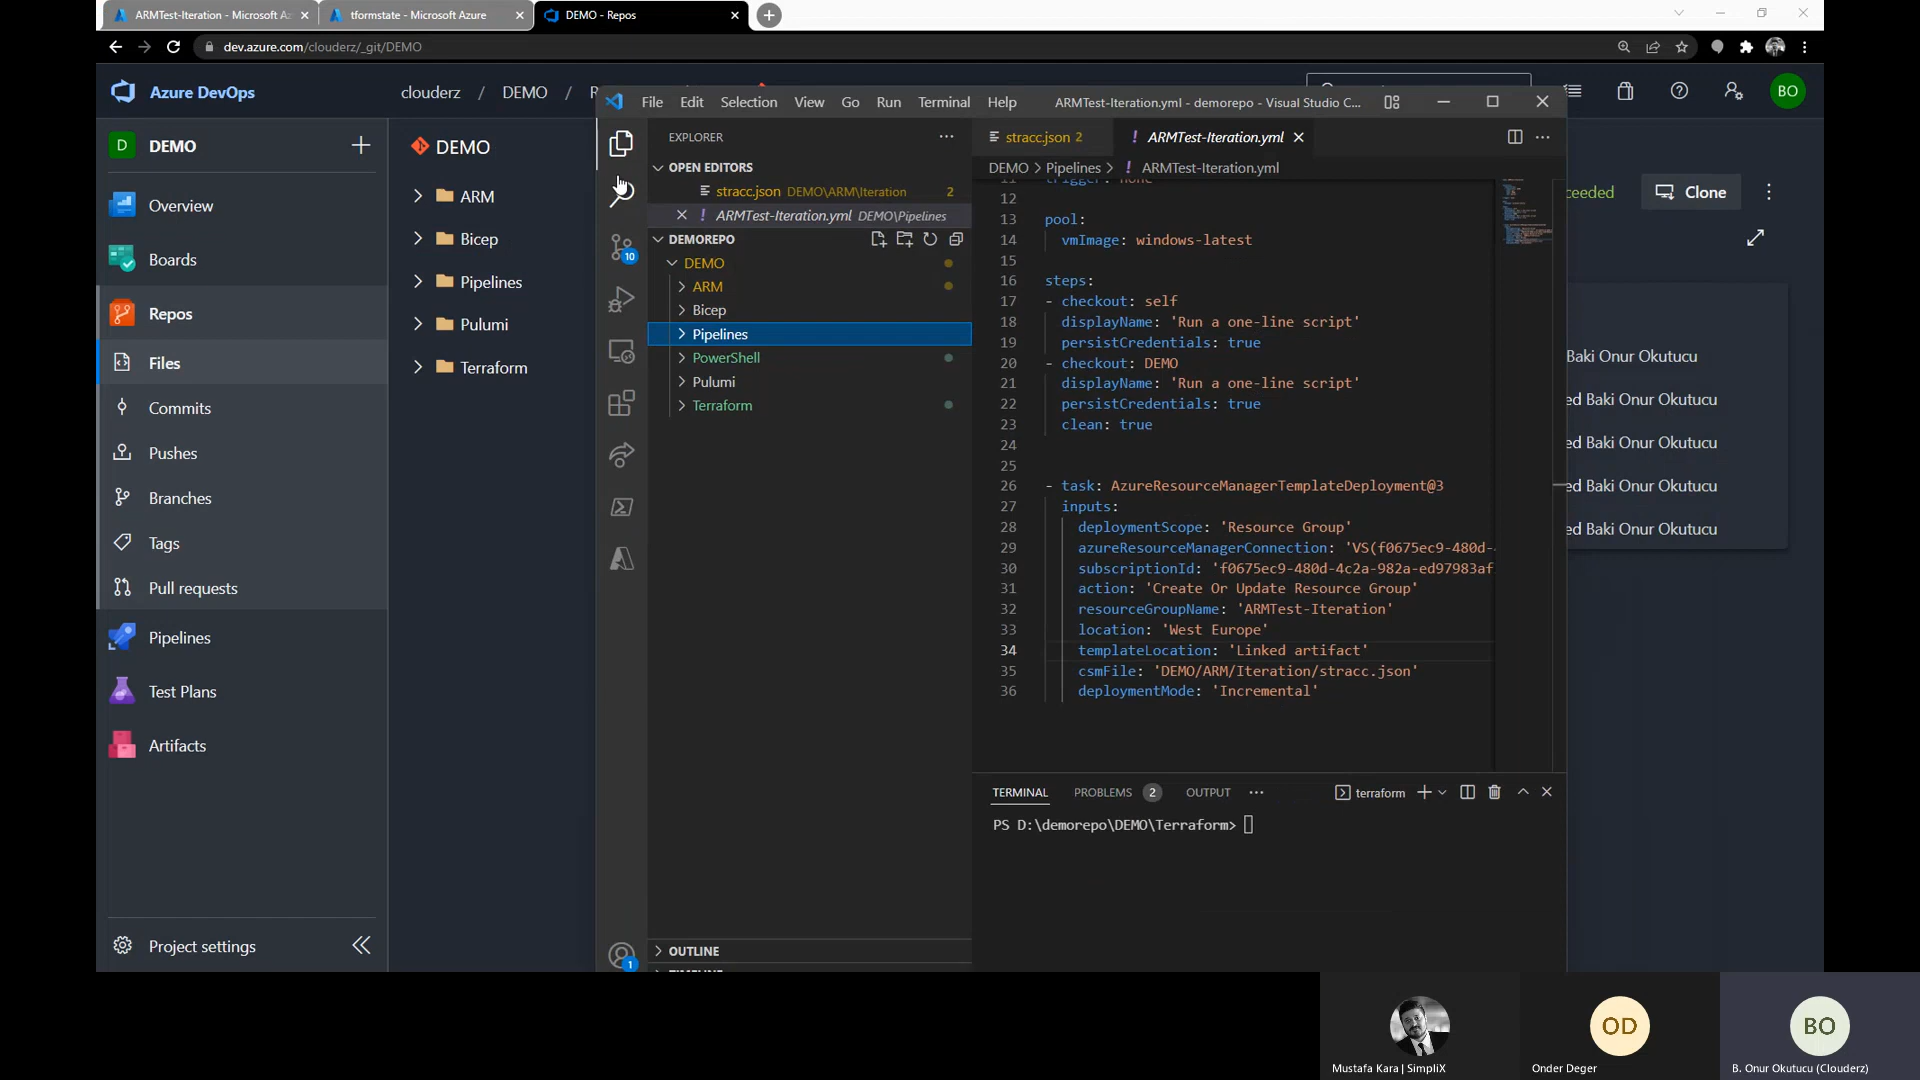 ARMTest-Iteration - Microsoft Az
tformstate - Microsoft Azure
DEMO - Repos
dev.azure.com/clouderz/_git/DEMO
Azure DevOps
clouderz / DEMO /
BO
D DEMO
Overview
Boards
Repos
Files
Commits
Pushes
Branches
Tags
Pull requests
Pipelines
Test Plans
Artifacts
Project settings
DEMO
ARM
Bicep
Pipelines
Pulumi
Terraform
File Edit Selection View Go Run Terminal Help
ARMTest-Iteration.yml - demorepo - Visual Studio C...
EXPLORER
OPEN EDITORS
stracc.json DEMO\ARM\Iteration 2
ARMTest-Iteration.yml DEMO\Pipelines
DEMOREPO
DEMO
ARM
Bicep
Pipelines
PowerShell
Pulumi
Terraform
10
1
OUTLINE
stracc.json 2
ARMTest-Iteration.yml
DEMO > Pipelines > ! ARMTest-Iteration.yml
11 trigger: none
12
13 pool:
14 vmImage: windows-latest
15
16 steps:
17 - checkout: self
18 displayName: 'Run a one-line script'
19 persistCredentials: true
20 - checkout: DEMO
21 displayName: 'Run a one-line script'
22 persistCredentials: true
23 clean: true
24
25
26 - task: AzureResourceManagerTemplateDeployment@3
27 inputs:
28 deploymentScope: 'Resource Group'
29 azureResourceManagerConnection: 'VS(f0675ec9-480d-
30 subscriptionId: 'f0675ec9-480d-4c2a-982a-ed97983af
31 action: 'Create Or Update Resource Group'
32 resourceGroupName: 'ARMTest-Iteration'
33 location: 'West Europe'
34 templateLocation: 'Linked artifact'
35 csmFile: 'DEMO/ARM/Iteration/stracc.json'
36 deploymentMode: 'Incremental'
TERMINAL PROBLEMS 2 OUTPUT ... terraform
PS D:\demorepo\DEMO\Terraform>
eeded
Clone
Baki Onur Okutucu
ed Baki Onur Okutucu
ed Baki Onur Okutucu
ed Baki Onur Okutucu
ed Baki Onur Okutucu
OD
BO
Mustafa Kara | SimpliX
Onder Deger
B. Onur Okutucu (Clouderz)